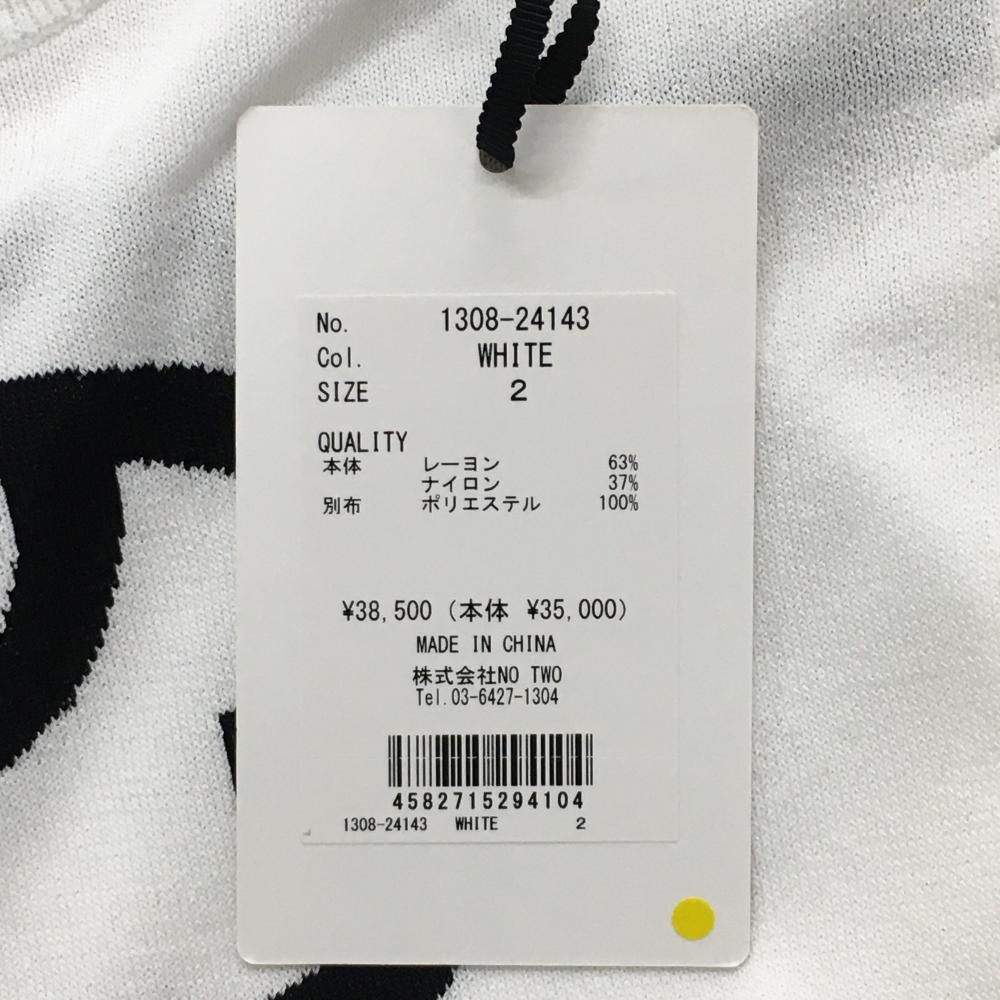 No. 1308-24143
Col. WHITE
SIZE 2
QUALITY
本体 レーヨン 63%
ナイロン 37%
別布 ポリエステル 100%
¥38,500 (本体 ¥35,000)
MADE IN CHINA
株式会社NO TWO
Tel.03-6427-1304
4582715294104
1308-24143 WHITE 2